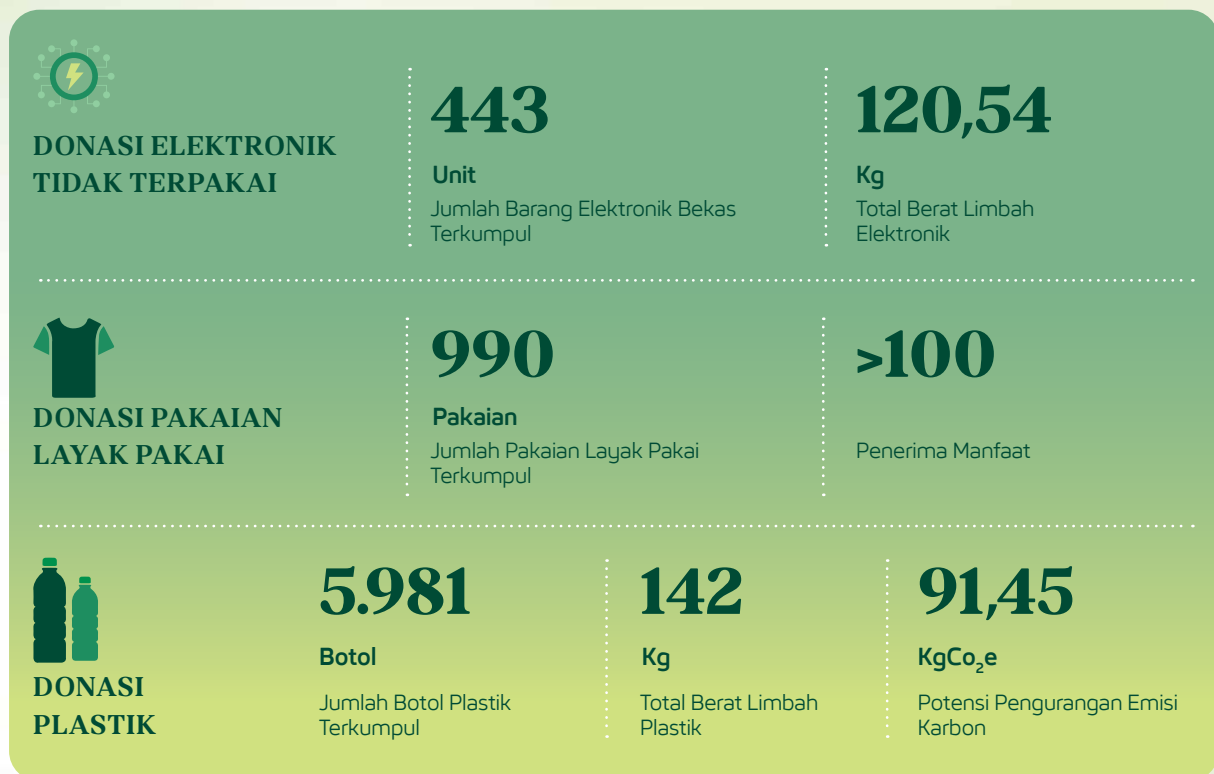 DONASI ELEKTRONIK
TIDAK TERPAKAI
443
Unit
Jumlah Barang Elektronik Bekas
Terkumpul
120,54
Kg
Total Berat Limbah
Elektronik
DONASI PAKAIAN
LAYAK PAKAI
990
Pakaian
Jumlah Pakaian Layak Pakai
Terkumpul
>100
Penerima Manfaat
DONASI
PLASTIK
5.981
Botol
Jumlah Botol Plastik
Terkumpul
142
Kg
Total Berat Limbah
Plastik
91,45
KgCo₂e
Potensi Pengurangan Emisi
Karbon